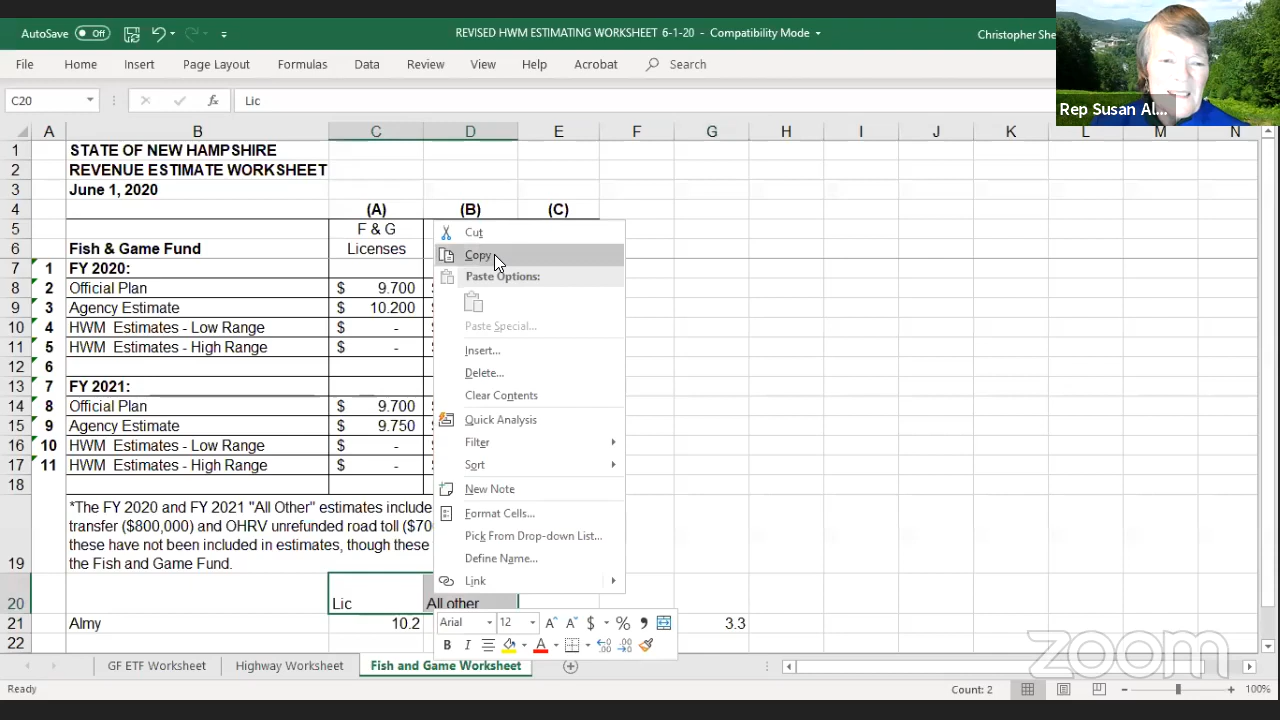 AutoSave Off
REVISED HWM ESTIMATING WORKSHEET 6-1-20 - Compatibility Mode
Christopher She
File Home Insert Page Layout Formulas Data Review View Help Acrobat Search
Rep Susan Al...
C20 fx Lic
A B C D E F G H I J K L M N
1 STATE OF NEW HAMPSHIRE
2 REVENUE ESTIMATE WORKSHEET
3 June 1, 2020
4 (A) (B) (C)
5 F & G
6 Fish & Game Fund Licenses
7 1 FY 2020:
8 2 Official Plan $ 9.700
9 3 Agency Estimate $ 10.200
10 4 HWM Estimates - Low Range $ -
11 5 HWM Estimates - High Range $ -
12 6
13 7 FY 2021:
14 8 Official Plan $ 9.700
15 9 Agency Estimate $ 9.750
16 10 HWM Estimates - Low Range $ -
17 11 HWM Estimates - High Range $ -
18
*The FY 2020 and FY 2021 "All Other" estimates include
transfer ($800,000) and OHRV unrefunded road toll ($70
these have not been included in estimates, though these
19 the Fish and Game Fund.
20 Lic All other
21 Almy 10.2 3.3
22
Cut
Copy
Paste Options:
Paste Special...
Insert...
Delete...
Clear Contents
Quick Analysis
Filter
Sort
New Note
Format Cells...
Pick From Drop-down List...
Define Name...
Link
Arial 12 A A $ % 9
B I A
GF ETF Worksheet Highway Worksheet Fish and Game Worksheet
zoom
Ready Count: 2 100%